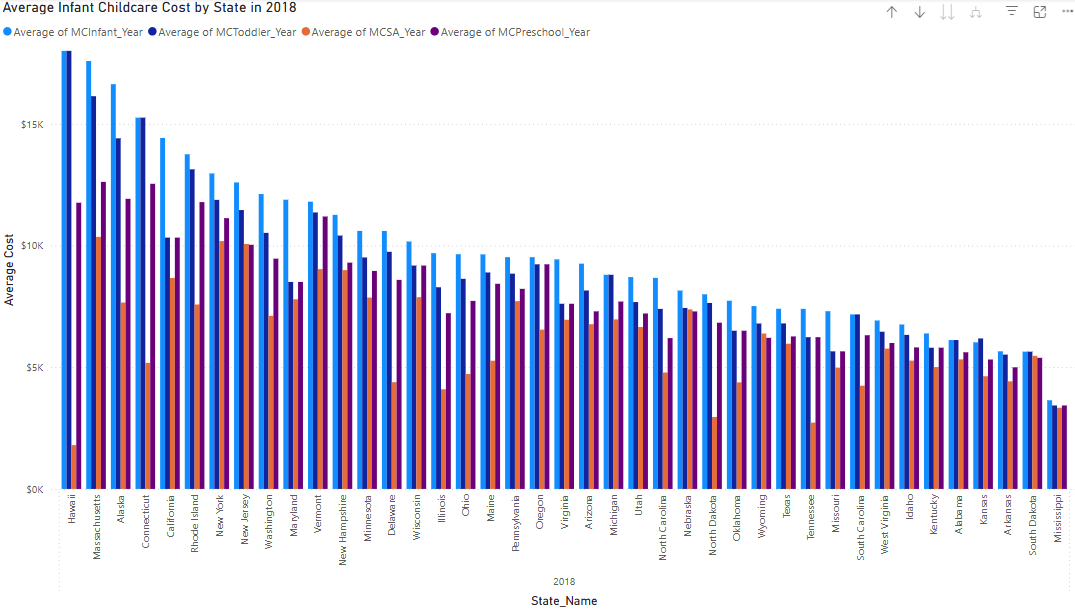 Average Infant Childcare Cost by State in 2018
Average of MCInfant_Year Average of MCToddler_Year Average of MCSA_Year Average of MCPreschool_Year
Average Cost
$15K
$10K
$5K
$0K
Hawaii
Massachusetts
Alaska
Connecticut
California
Rhode Island
New York
New Jersey
Washington
Maryland
Vermont
New Hampshire
Minnesota
Delaware
Wisconsin
Illinois
Ohio
Maine
Pennsylvania
Oregon
Virginia
Arizona
Michigan
Utah
North Carolina
Nebraska
North Dakota
Oklahoma
Wyoming
Texas
Tennessee
Missouri
South Carolina
West Virginia
Idaho
Kentucky
Alabama
Kansas
Arkansas
South Dakota
Mississippi
2018
State_Name